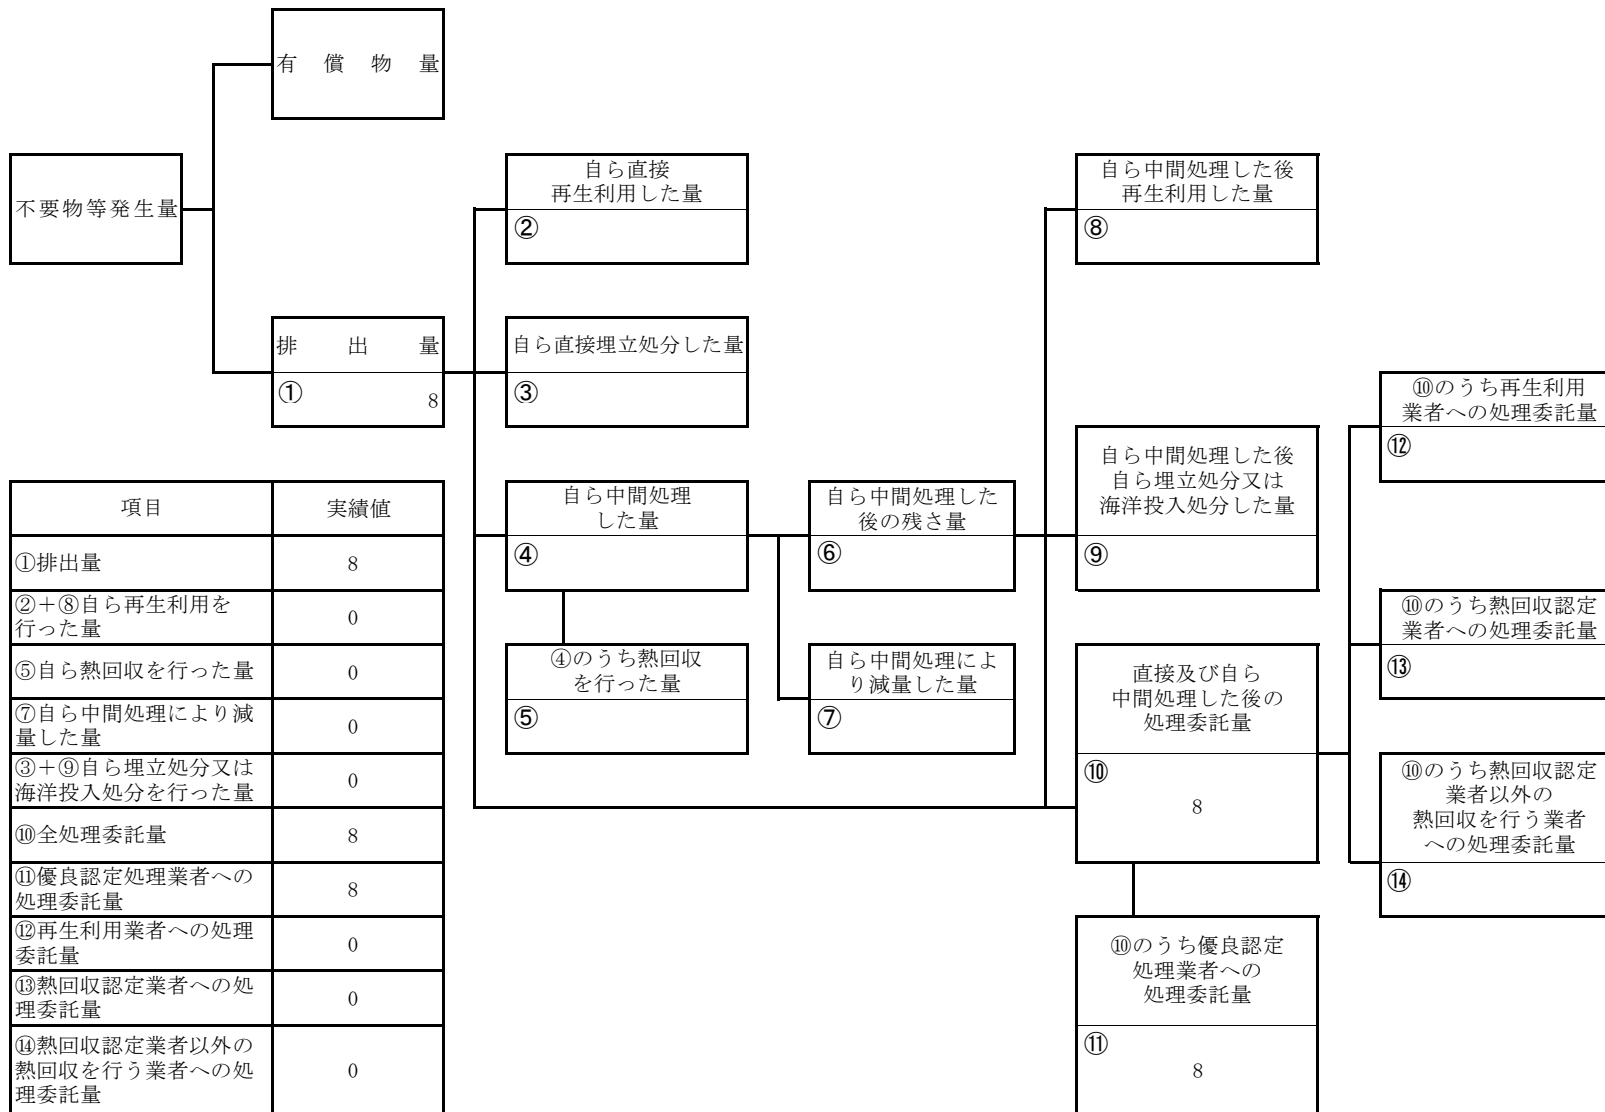 有償物量
不要物等発生量
自ら直接
再生利用した量
②
自ら中間処理した後
再生利用した量
⑧
排出量
①
8
自ら直接埋立処分した量
③
⑩のうち再生利用
業者への処理委託量
⑫
自ら中間処理した後
自ら埋立処分又は
海洋投入処分した量
⑨
自ら中間処理
した量
④
自ら中間処理した
後の残さ量
⑥
⑩のうち熱回収認定
業者への処理委託量
⑬
④のうち熱回収
を行った量
⑤
自ら中間処理によ
り減量した量
⑦
直接及び自ら
中間処理した後の
処理委託量
⑩
8
⑩のうち熱回収認定
業者以外の
熱回収を行う業者
への処理委託量
⑭
⑩のうち優良認定
処理業者への
処理委託量
⑪
8
項目 実績値
①排出量 8
②+⑧自ら再生利用を
行った量 0
⑤自ら熱回収を行った量 0
⑦自ら中間処理により減
量した量 0
③+⑨自ら埋立処分又は
海洋投入処分を行った量 0
⑩全処理委託量 8
⑪優良認定処理業者への
処理委託量 8
⑫再生利用業者への処理
委託量 0
⑬熱回収認定業者への処
理委託量 0
⑭熱回収認定業者以外の
熱回収を行う業者への処
理委託量 0